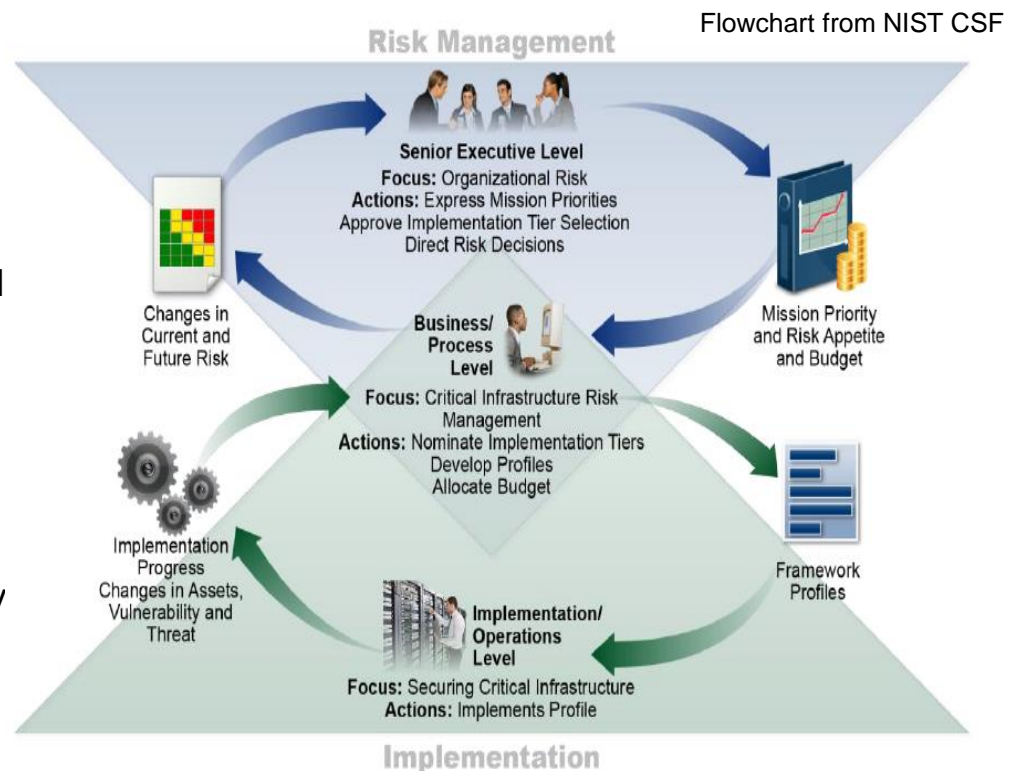 Flowchart from NIST CSF
Risk Management
Senior Executive Level
Focus: Organizational Risk
Actions: Express Mission Priorities
Approve Implementation Tier Selection
Direct Risk Decisions
Changes in
Current and
Future Risk
Mission Priority
and Risk Appetite
and Budget
Business/
Process
Level
Focus: Critical Infrastructure Risk
Management
Actions: Nominate Implementation Tiers
Develop Profiles
Allocate Budget
Implementation
Progress
Changes in Assets,
Vulnerability and
Threat
Framework
Profiles
Implementation/
Operations
Level
Focus: Securing Critical Infrastructure
Actions: Implements Profile
Implementation